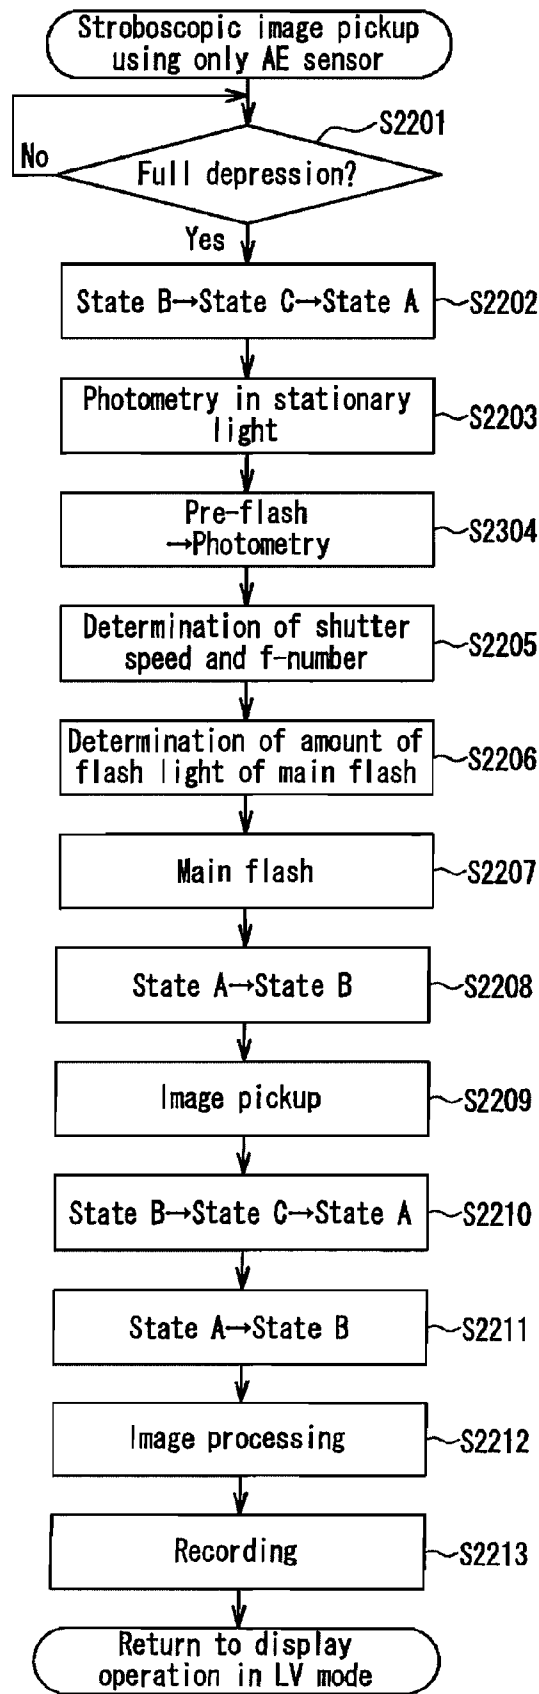 Stroboscopic image pickup
using only AE sensor
S2201
No
Full depression?
Yes
State B→State C→State A
S2202
Photometry in stationary
light
S2203
Pre-flash
→Photometry
S2304
Determination of shutter
speed and f-number
S2205
Determination of amount of
flash light of main flash
S2206
Main flash
S2207
State A→State B
S2208
Image pickup
S2209
State B→State C→State A
S2210
State A→State B
S2211
Image processing
S2212
Recording
S2213
Return to display
operation in LV mode